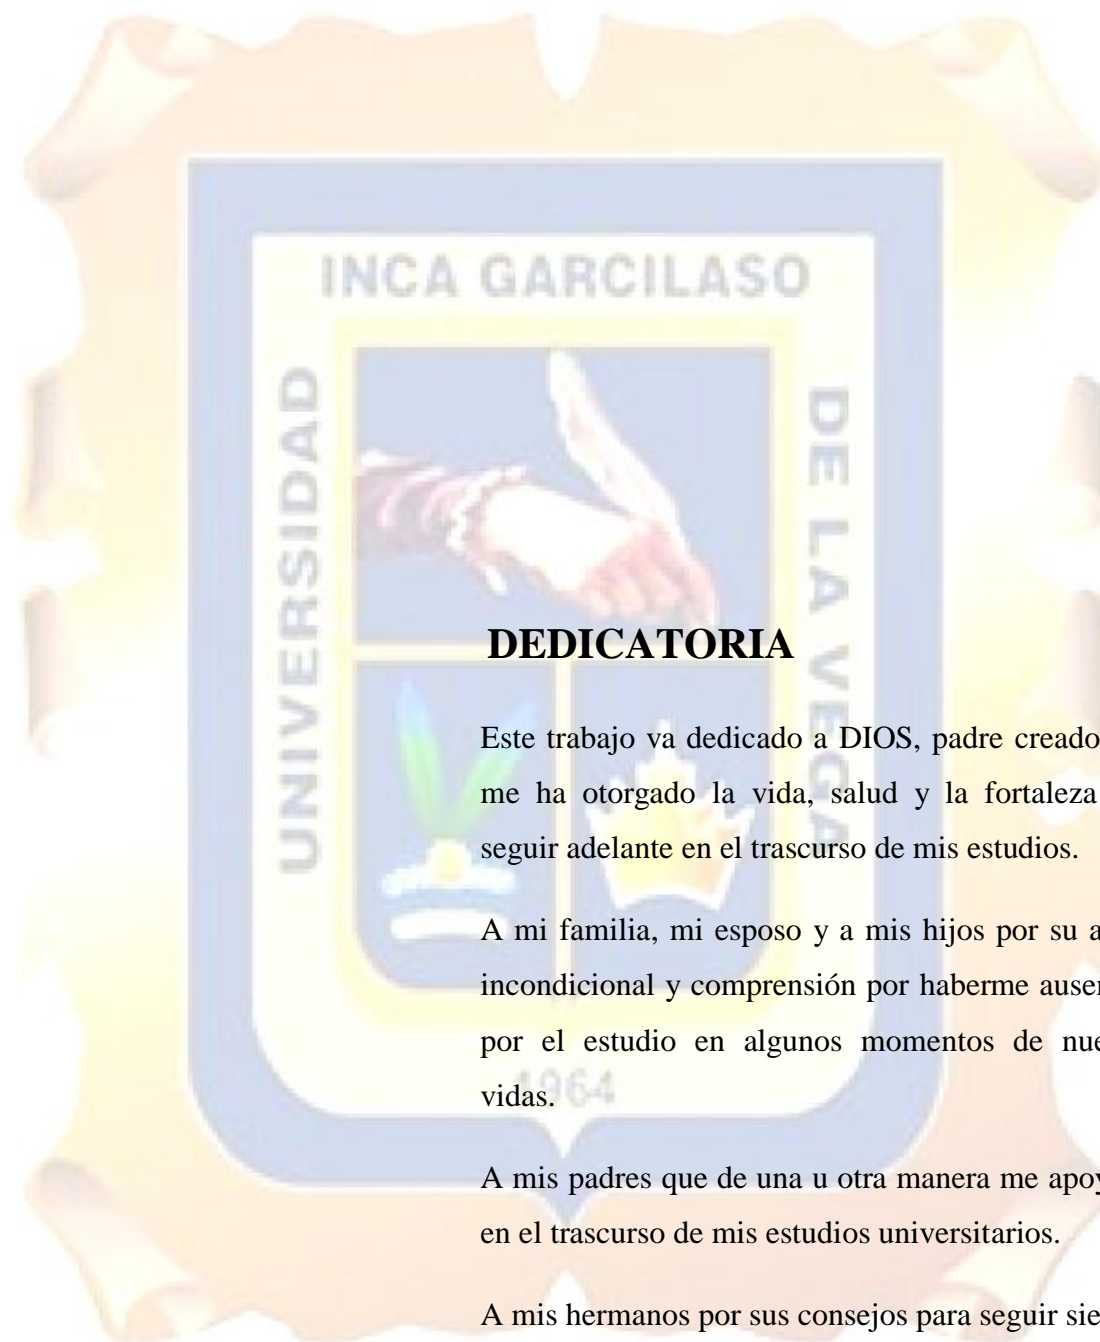 INCA GARCILASO
UNIVERSIDAD
DE LA VEGA
DEDICATORIA
Este trabajo va dedicado a DIOS, padre creado
me ha otorgado la vida, salud y la fortaleza
seguir adelante en el trascurso de mis estudios.
A mi familia, mi esposo y a mis hijos por su a
incondicional y comprensión por haberme ausen
por el estudio en algunos momentos de nue
vidas.
1964
A mis padres que de una u otra manera me apoy
en el trascurso de mis estudios universitarios.
A mis hermanos por sus consejos para seguir sie